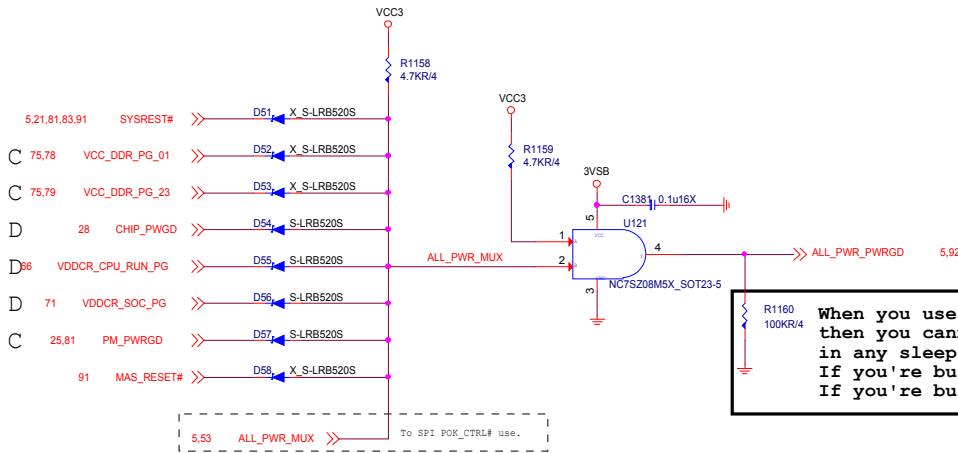 VCC3
R1158
4.7KR/4
5,21,81,83,91 SYSREST# D51 X_S-LRB520S
C 75,78 VCC_DDR_PG_01 D52 X_S-LRB520S
C 75,79 VCC_DDR_PG_23 D53 X_S-LRB520S
D 28 CHIP_PWGD D54 S-LRB520S
D 66 VDDCR_CPU_RUN_PG D55 S-LRB520S
D 71 VDDCR_SOC_PG D56 S-LRB520S
C 25,81 PM_PWRGD D57 S-LRB520S
91 MAS_RESET# D58 X_S-LRB520S
5,53 ALL_PWR_MUX To SPI POK_CTRL# use.
VCC3
R1159
4.7KR/4
3VSB
C1381 0.1u16X
5
U121
VCC
1 A
ALL_PWR_MUX 2 B
Y 4
GND
3
NC7SZ08M5X_SOT23-5
ALL_PWR_PWRGD 5,92
R1160
100KR/4
When you use
then you can
in any sleep
If you're bu
If you're bu